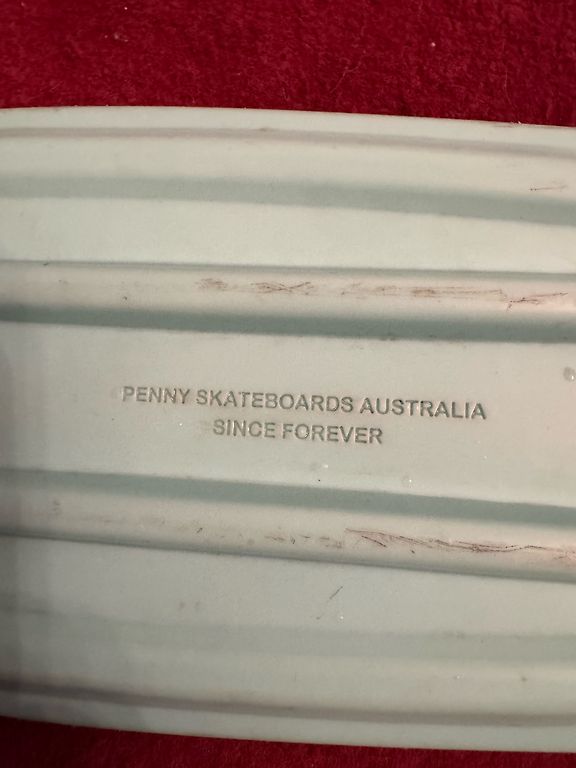 PENNY SKATEBOARDS AUSTRALIA
SINCE FOREVER